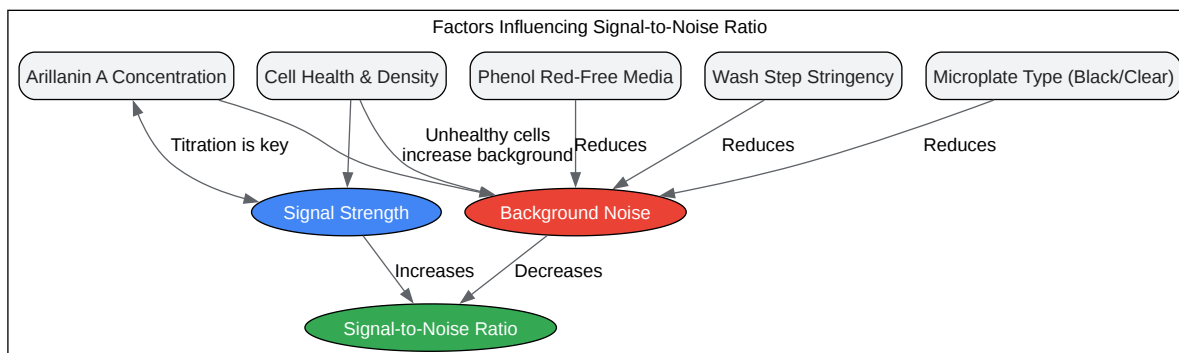 Factors Influencing Signal-to-Noise Ratio
Arillanin A Concentration
Cell Health & Density
Phenol Red-Free Media
Wash Step Stringency
Microplate Type (Black/Clear)
Titration is key
Unhealthy cells
increase background
Reduces
Reduces
Reduces
Signal Strength
Background Noise
Increases
Decreases
Signal-to-Noise Ratio